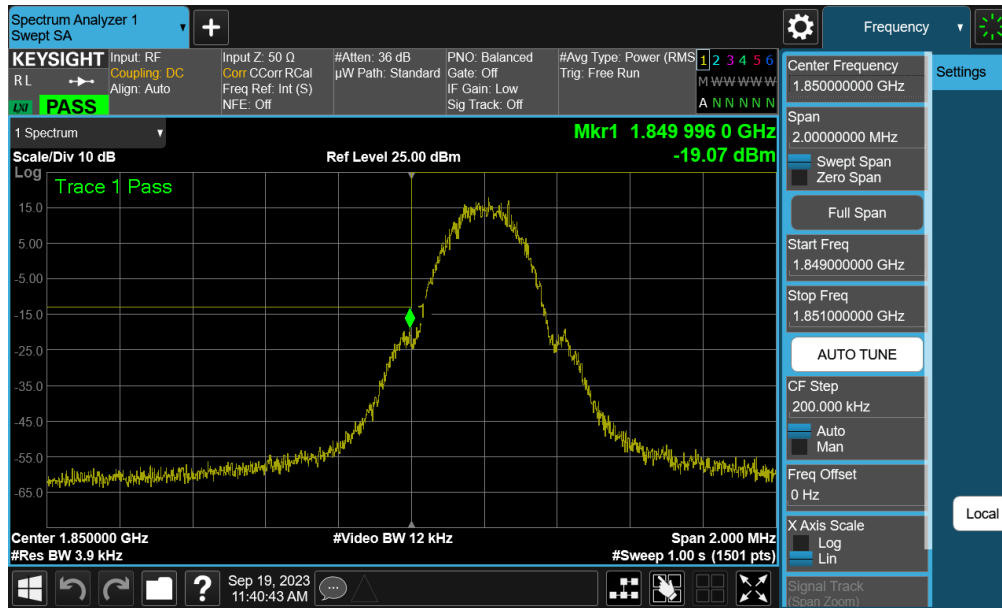 Spectrum Analyzer 1
Swept SA
+
Frequency
KEYSIGHT
R L
LXI PASS
Input: RF
Coupling: DC
Align: Auto
Input Z: 50 Ω
Corr CCorr RCal
Freq Ref: Int (S)
NFE: Off
#Atten: 36 dB
µW Path: Standard
PNO: Balanced
Gate: Off
IF Gain: Low
Sig Track: Off
#Avg Type: Power (RMS
Trig: Free Run
1 2 3 4 5 6
M W W W W W
A N N N N N
1 Spectrum
Scale/Div 10 dB
Ref Level 25.00 dBm
Mkr1 1.849 996 0 GHz
-19.07 dBm
Log
Trace 1 Pass
15.0
5.00
-5.00
-15.0
-25.0
-35.0
-45.0
-55.0
-65.0
1
Center 1.850000 GHz
#Video BW 12 kHz
Span 2.000 MHz
#Res BW 3.9 kHz
#Sweep 1.00 s (1501 pts)
Center Frequency
1.850000000 GHz
Span
2.00000000 MHz
Swept Span
Zero Span
Full Span
Start Freq
1.849000000 GHz
Stop Freq
1.851000000 GHz
AUTO TUNE
CF Step
200.000 kHz
Auto
Man
Freq Offset
0 Hz
X Axis Scale
Log
Lin
Signal Track
(Span Zoom)
Settings
Local
?
Sep 19, 2023
11:40:43 AM